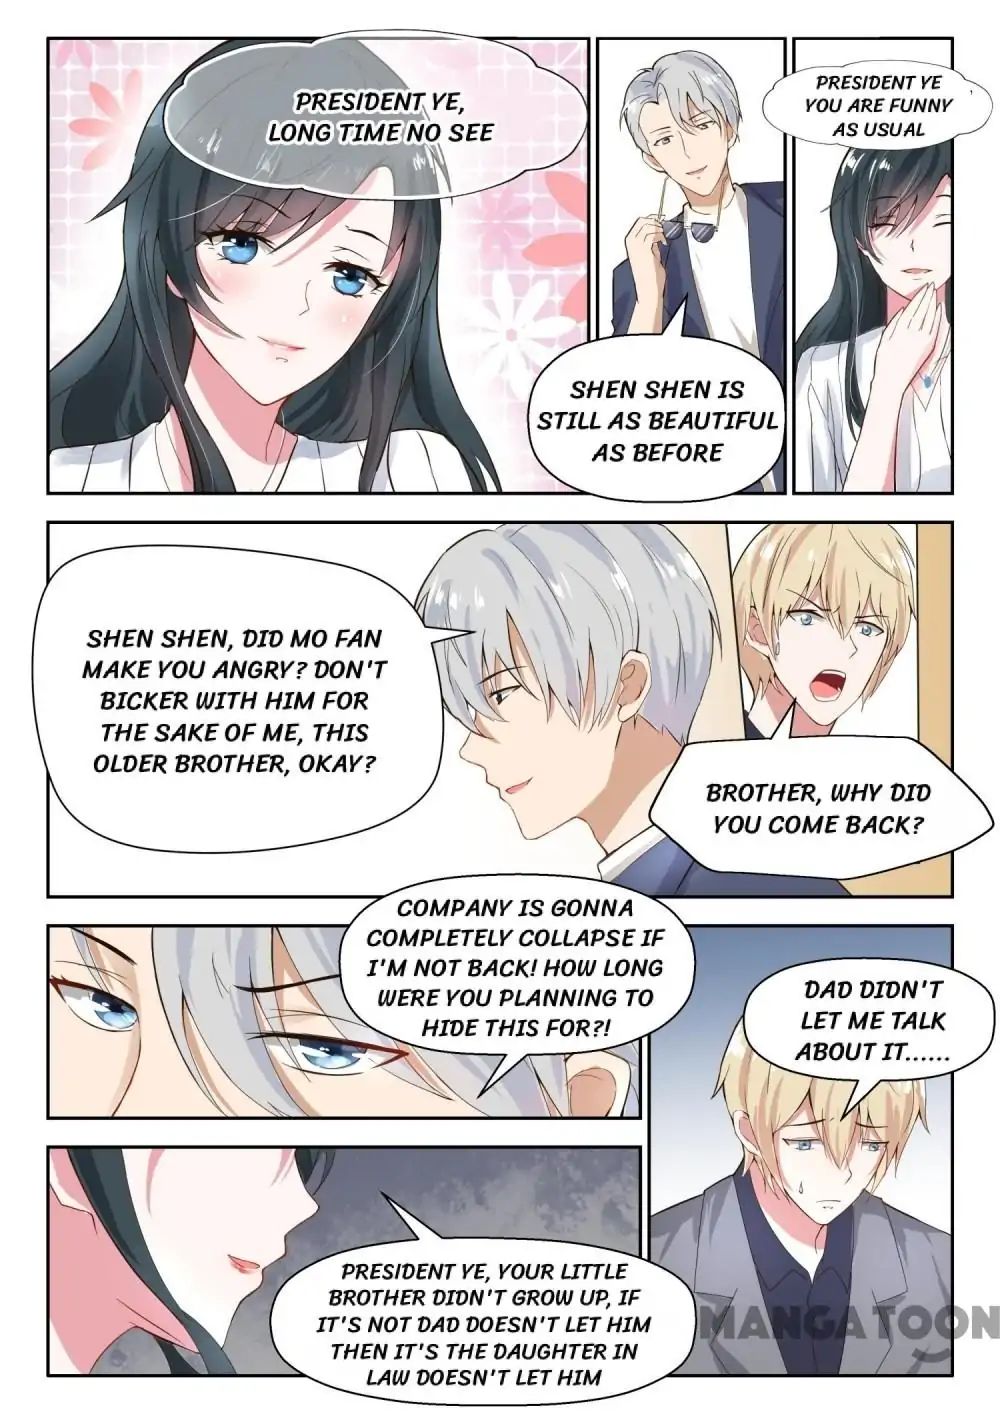 PRESIDENT YE,
LONG TIME NO SEE
SHEN SHEN IS
STILL AS BEAUTIFUL
AS BEFORE
PRESIDENT YE
YOU ARE FUNNY
AS USUAL
SHEN SHEN, DID MO FAN
MAKE YOU ANGRY? DON'T
BICKER WITH HIM FOR
THE SAKE OF ME, THIS
OLDER BROTHER, OKAY?
BROTHER, WHY DID
YOU COME BACK?
COMPANY IS GONNA
COMPLETELY COLLAPSE IF
I'M NOT BACK! HOW LONG
WERE YOU PLANNING TO
HIDE THIS FOR?!
DAD DIDN'T
LET ME TALK
ABOUT IT......
PRESIDENT YE, YOUR LITTLE
BROTHER DIDN'T GROW UP, IF
IT'S NOT DAD DOESN'T LET HIM
THEN IT'S THE DAUGHTER IN
LAW DOESN'T LET HIM
MANGATOON